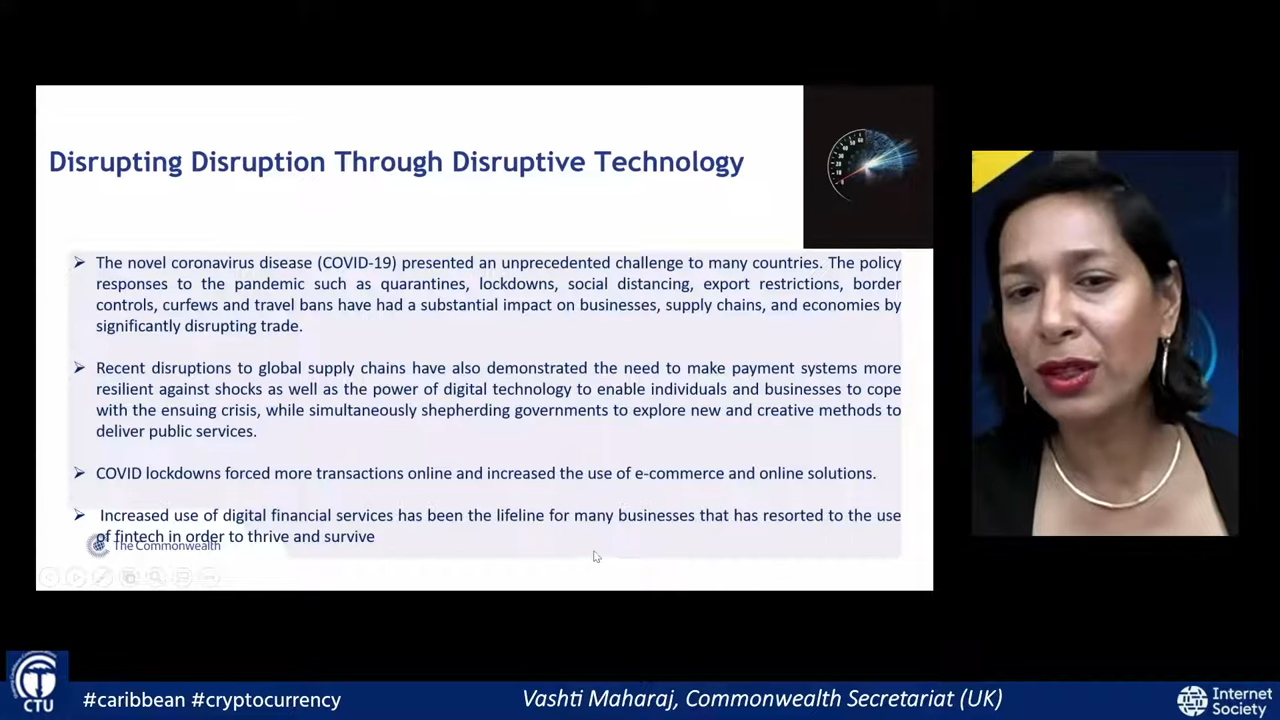 Disrupting Disruption Through Disruptive Technology
➢ The novel coronavirus disease (COVID-19) presented an unprecedented challenge to many countries. The policy
responses to the pandemic such as quarantines, lockdowns, social distancing, export restrictions, border
controls, curfews and travel bans have had a substantial impact on businesses, supply chains, and economies by
significantly disrupting trade.
➢ Recent disruptions to global supply chains have also demonstrated the need to make payment systems more
resilient against shocks as well as the power of digital technology to enable individuals and businesses to cope
with the ensuing crisis, while simultaneously shepherding governments to explore new and creative methods to
deliver public services.
➢ COVID lockdowns forced more transactions online and increased the use of e-commerce and online solutions.
➢ Increased use of digital financial services has been the lifeline for many businesses that has resorted to the use
of fintech in order to thrive and survive
The Commonwealth
CTU
#caribbean #cryptocurrency
Vashti Maharaj, Commonwealth Secretariat (UK)
Internet
Society